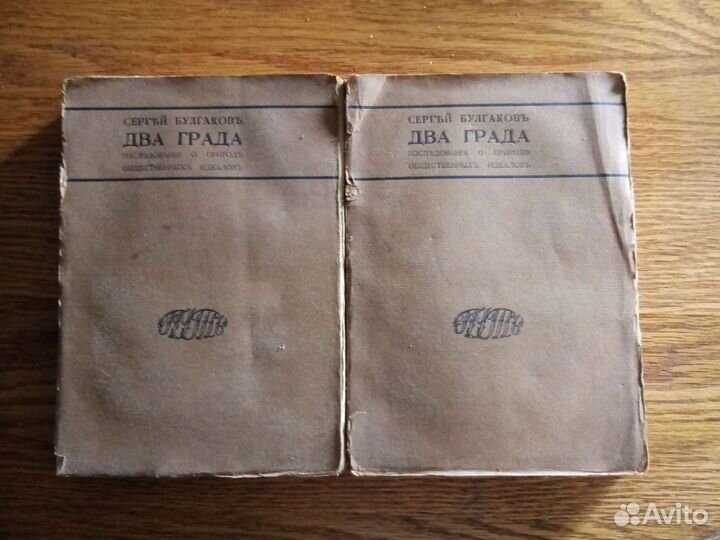 СЕРГѢЙ БУЛГАКОВЪ
ДВА ГРАДА
ИЗСЛѢДОВАНІЯ О ПРИРОДѢ
ОБЩЕСТВЕННЫХЪ ИДЕАЛОВЪ
СЕРГѢЙ БУЛГАКОВЪ
ДВА ГРАДА
ИЗСЛѢДОВАНІЯ О ПРИРОДѢ
ОБЩЕСТВЕННЫХЪ ИДЕАЛОВЪ
Avito